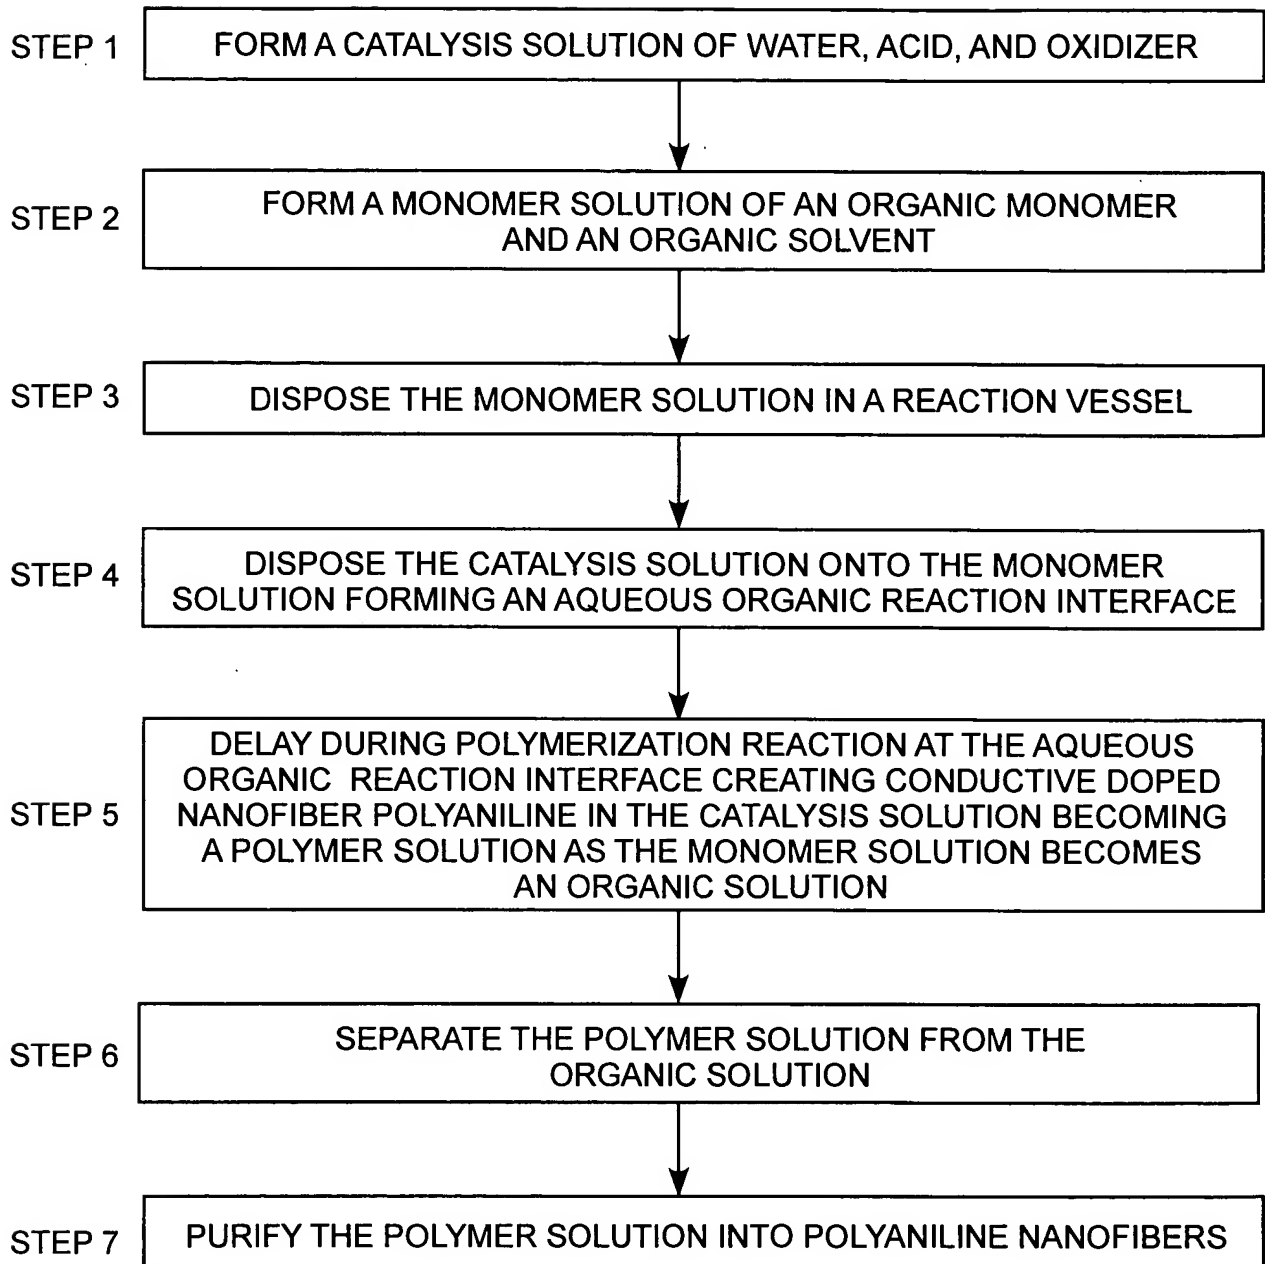 STEP 1
FORM A CATALYSIS SOLUTION OF WATER, ACID, AND OXIDIZER
STEP 2
FORM A MONOMER SOLUTION OF AN ORGANIC MONOMER
AND AN ORGANIC SOLVENT
STEP 3
DISPOSE THE MONOMER SOLUTION IN A REACTION VESSEL
STEP 4
DISPOSE THE CATALYSIS SOLUTION ONTO THE MONOMER
SOLUTION FORMING AN AQUEOUS ORGANIC REACTION INTERFACE
STEP 5
DELAY DURING POLYMERIZATION REACTION AT THE AQUEOUS
ORGANIC REACTION INTERFACE CREATING CONDUCTIVE DOPED
NANOFIBER POLYANILINE IN THE CATALYSIS SOLUTION BECOMING
A POLYMER SOLUTION AS THE MONOMER SOLUTION BECOMES
AN ORGANIC SOLUTION
STEP 6
SEPARATE THE POLYMER SOLUTION FROM THE
ORGANIC SOLUTION
STEP 7
PURIFY THE POLYMER SOLUTION INTO POLYANILINE NANOFIBERS